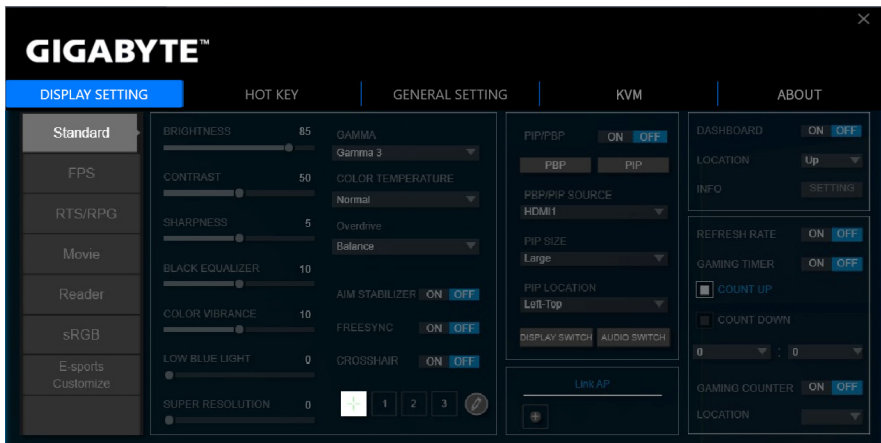 GIGABYTE™
DISPLAY SETTING HOT KEY GENERAL SETTING KVM ABOUT
Standard
FPS
RTS/RPG
Movie
Reader
sRGB
E-sports
Customize
BRIGHTNESS 85
CONTRAST 50
SHARPNESS 5
BLACK EQUALIZER 10
COLOR VIBRANCE 10
LOW BLUE LIGHT 0
SUPER RESOLUTION 0
GAMMA
Gamma 3
COLOR TEMPERATURE
Normal
Overdrive
Balance
AIM STABILIZER ON OFF
FREESYNC ON OFF
CROSSHAIR ON OFF
1 2 3
PIP/PBP ON OFF
PBP PIP
PBP/PIP SOURCE
HDMI1
PIP SIZE
Large
PIP LOCATION
Left-Top
DISPLAY SWITCH AUDIO SWITCH
Link AP
DASHBOARD ON OFF
LOCATION Up
INFO SETTING
REFRESH RATE ON OFF
GAMING TIMER ON OFF
COUNT UP
COUNT DOWN
0 : 0
GAMING COUNTER ON OFF
LOCATION